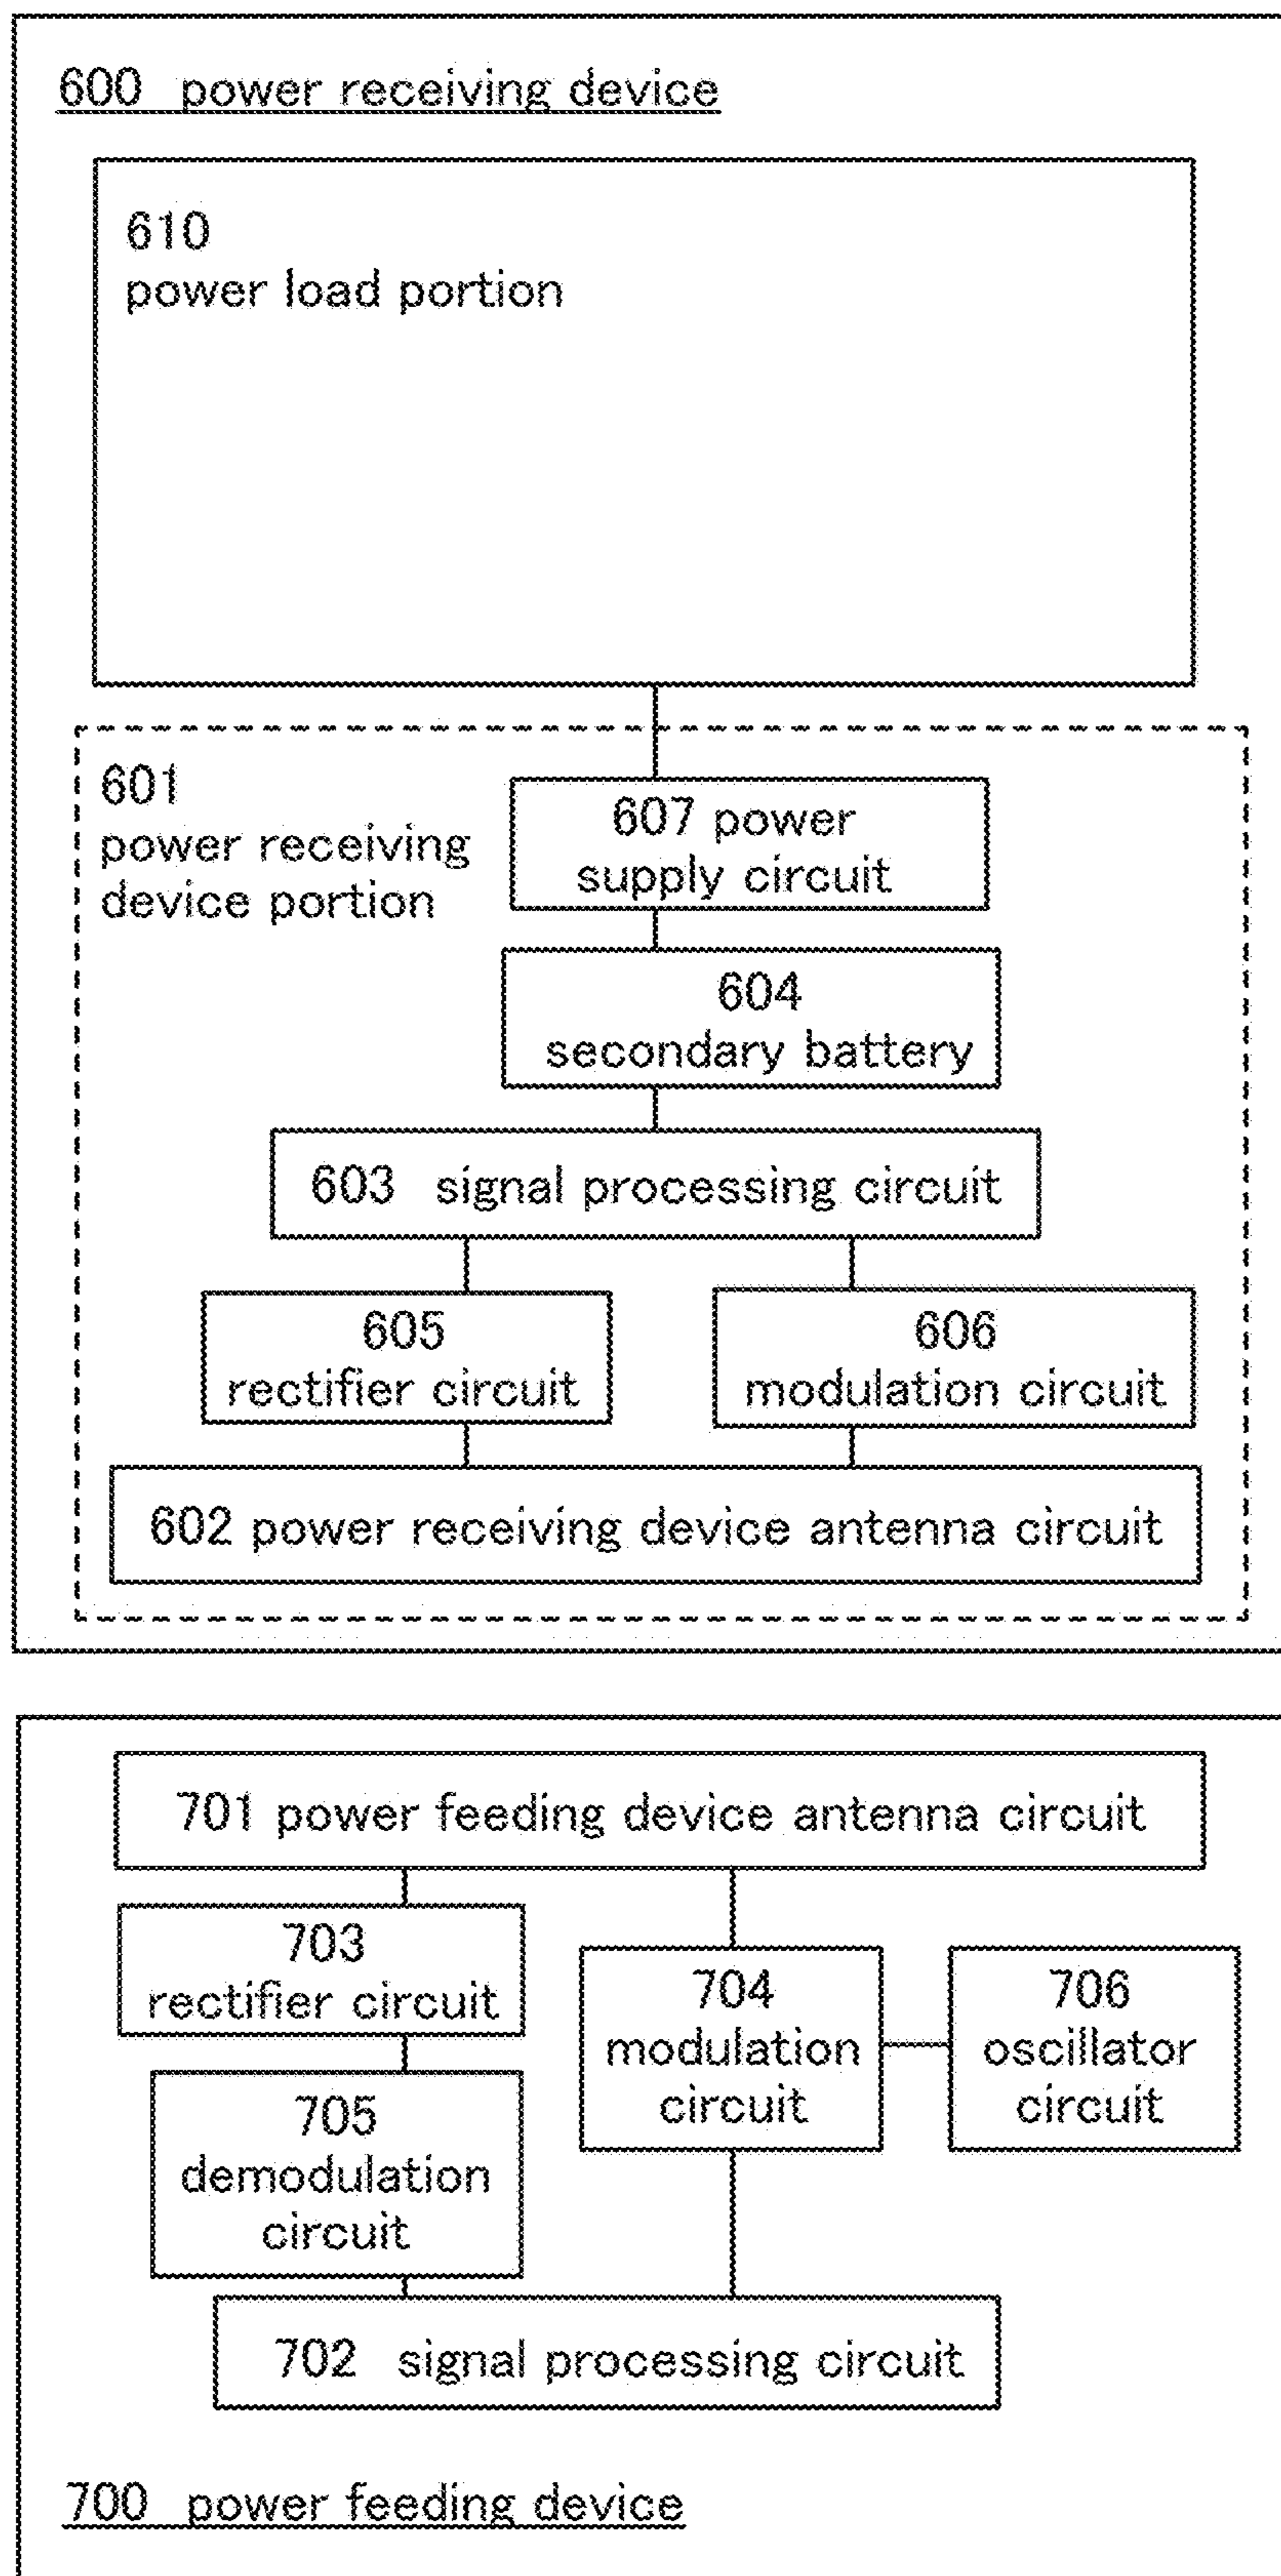 600 power receiving device
610
power load portion
601
power receiving
device portion
607 power
supply circuit
604
secondary battery
603 signal processing circuit
605
rectifier circuit
606
modulation circuit
602 power receiving device antenna circuit
701 power feeding device antenna circuit
703
rectifier circuit
704
modulation
circuit
706
oscillator
circuit
705
demodulation
circuit
702 signal processing circuit
700 power feeding device